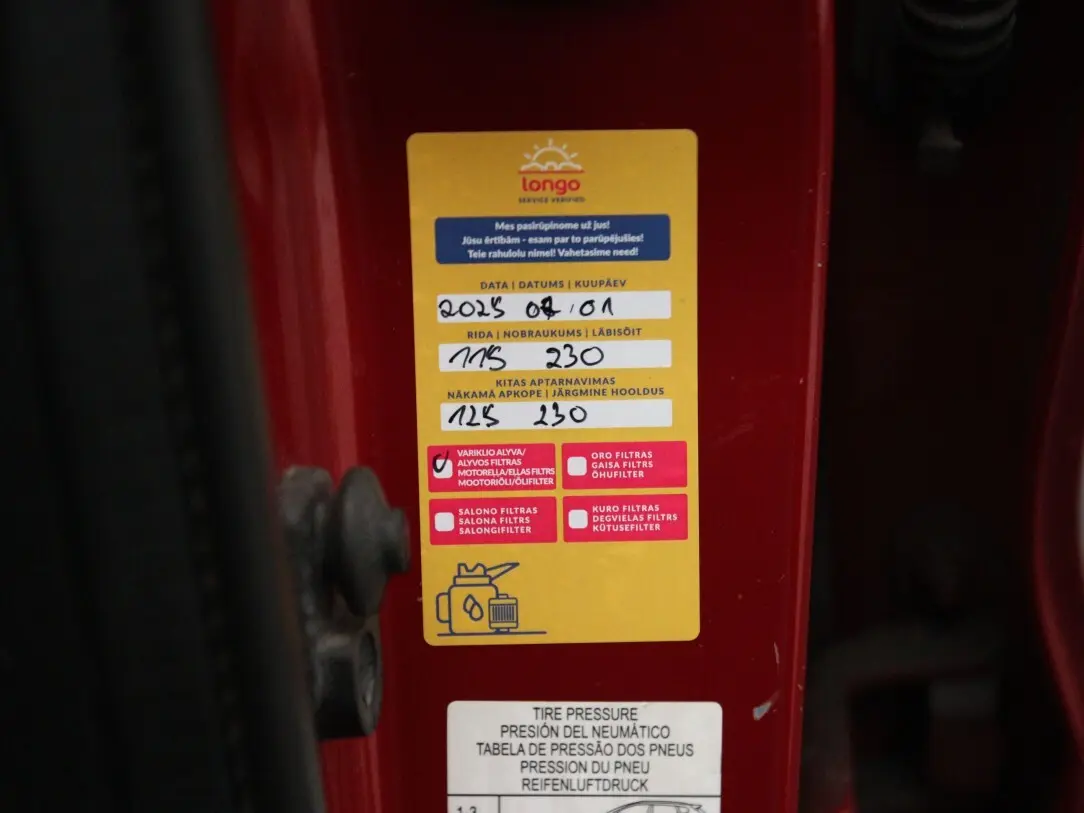 longo
SERVICE VERIFIED
Mes pasirūpinome už jus!
Jūsu ērtībām - esam par to parūpējušies!
Teie rahulolu nimel! Vahetasime need!
DATA | DATUMS | KUUPÄEV
2025 01
RIDA | NOBRAUKUMS | LÄBISÕIT
115 230
KITAS APTARNAVIMAS
NĀKAMĀ APKOPE | JÄRGMINE HOOLDUS
125 230
VARIKLIO ALYVA/
ALYVOS FILTRAS
MOTORELLA/ELLAS FILTRS
MOOTORIÕLI/ÕLIFILTER
ORO FILTRAS
GAISA FILTRS
ÕHUFILTER
SALONO FILTRAS
SALONA FILTRS
SALONGIFILTER
KURO FILTRAS
DEGVIELAS FILTRS
KÜTUSEFILTER
TIRE PRESSURE
PRESIÓN DEL NEUMÁTICO
TABELA DE PRESSÃO DOS PNEUS
PRESSION DU PNEU
REIFENLUFTDRUCK